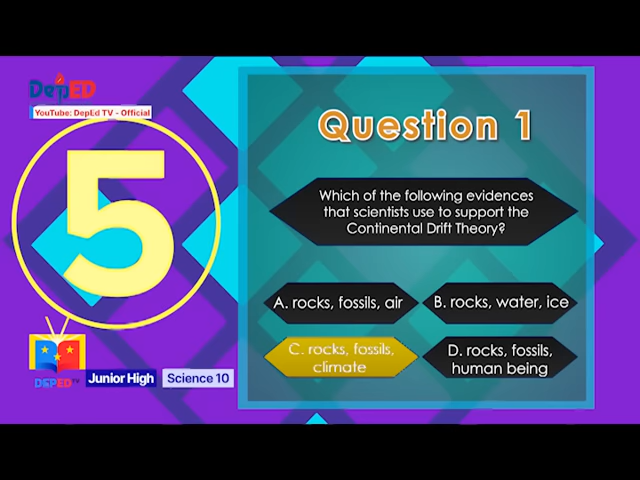 DepED
YouTube: DepEd TV - Official
5
Question 1
Which of the following evidences
that scientists use to support the
Continental Drift Theory?
A. rocks, fossils, air
B. rocks, water, ice
C. rocks, fossils,
climate
D. rocks, fossils,
human being
DEPED TV
Junior High
Science 10